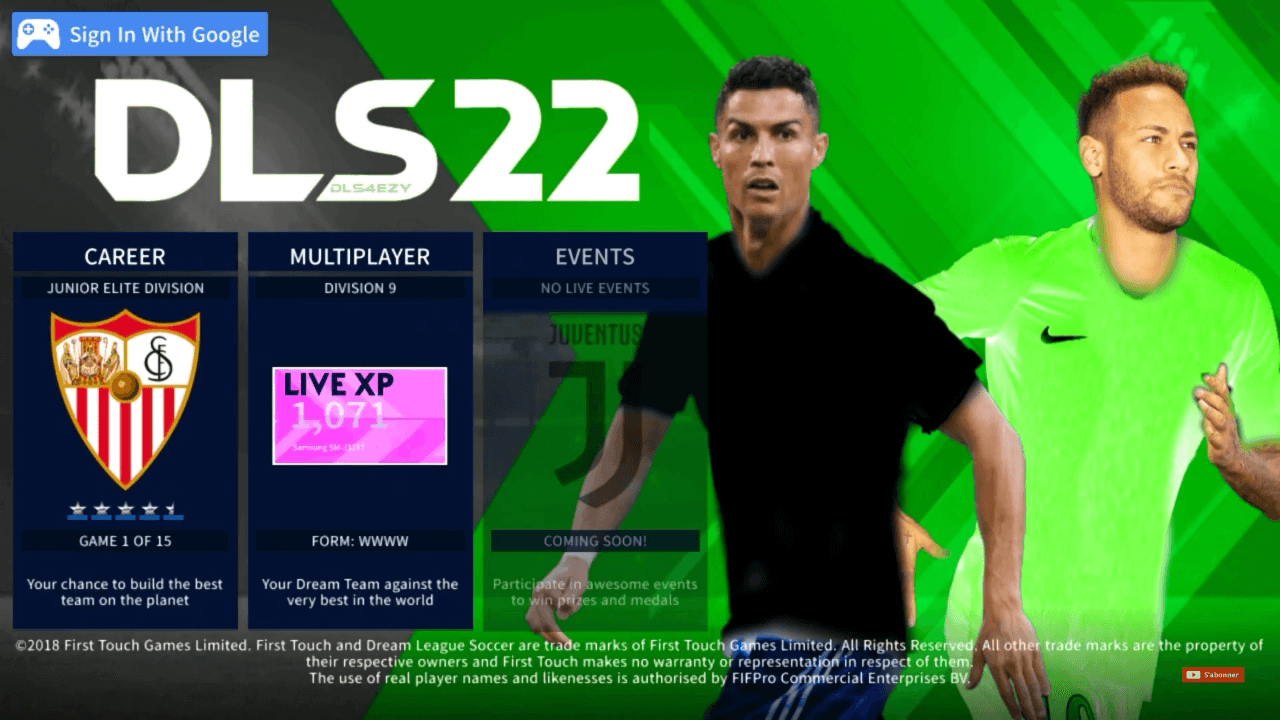 Sign In With Google
DLS22
DLS4EZY
CAREER
JUNIOR ELITE DIVISION
GAME 1 OF 15
Your chance to build the best
team on the planet
MULTIPLAYER
DIVISION 9
LIVE XP
1,071
FORM: WWWW
Your Dream Team against the
very best in the world
EVENTS
NO LIVE EVENTS
JUVENTUS
COMING SOON!
Participate in awesome events
to win prizes and medals
©2018 First Touch Games Limited. First Touch and Dream League Soccer are trade marks of First Touch Games Limited. All Rights Reserved. All other trade marks are the property of
their respective owners and First Touch makes no warranty or representation in respect of them.
The use of real player names and likenesses is authorised by FIFPro Commercial Enterprises BV.
S'abonner
10